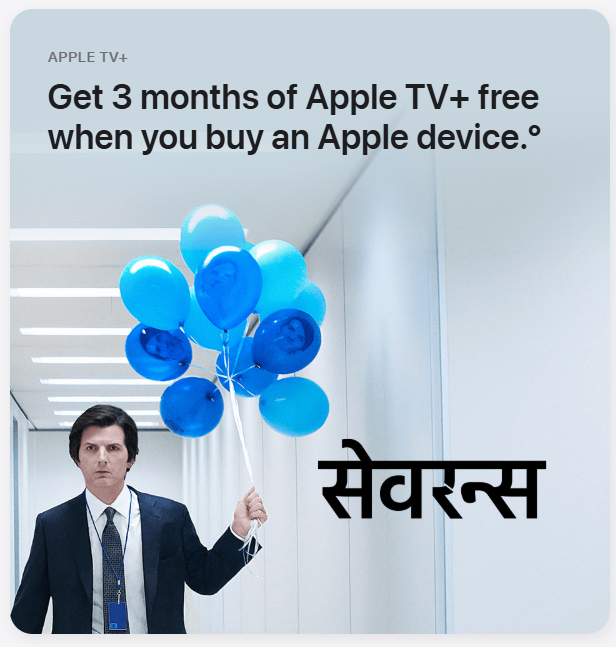 APPLE TV+
Get 3 months of Apple TV+ free
when you buy an Apple device.°
सेवरन्स